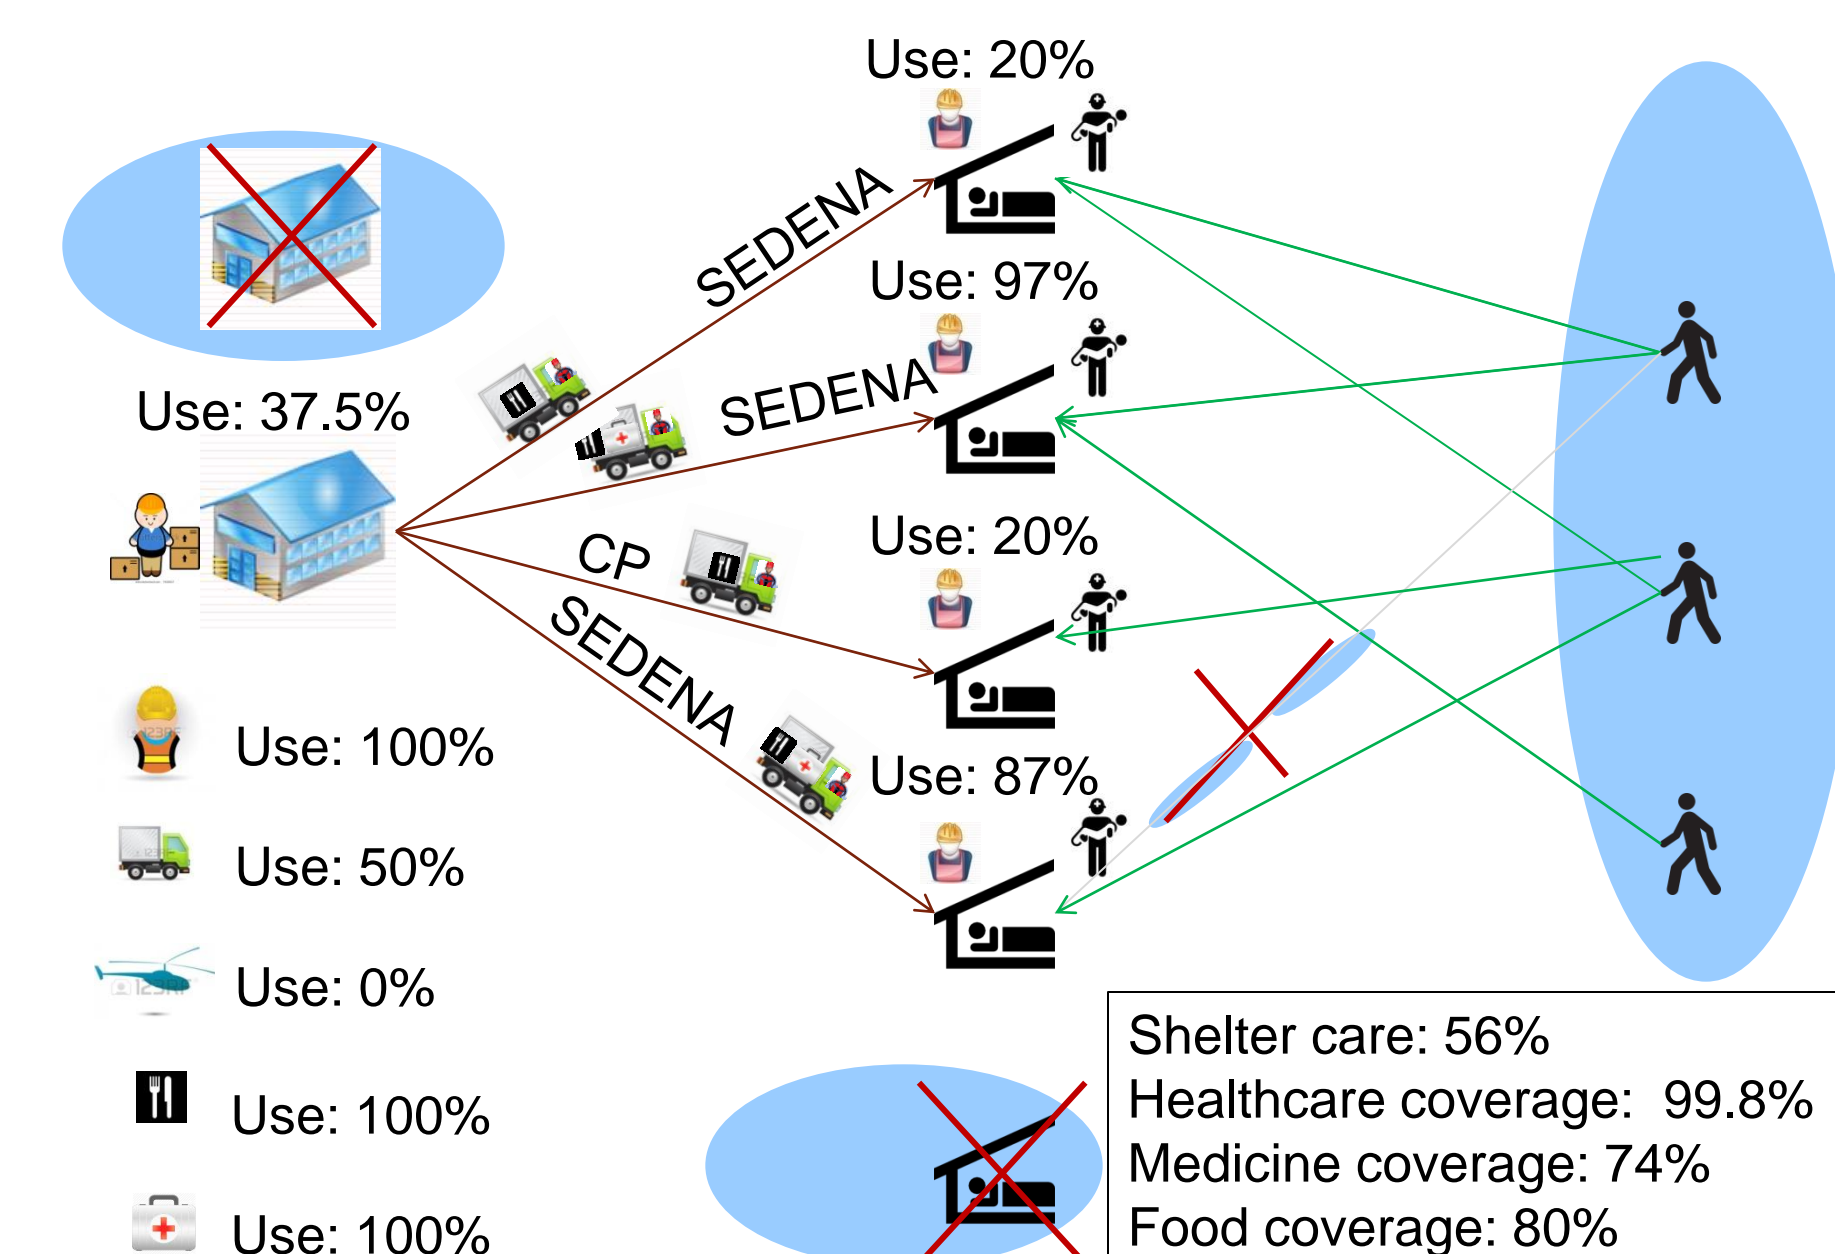 Use: 20%
SEDENA
Use: 97%
SEDENA
Use: 37.5%
CP
Use: 20%
SEDENA
Use: 87%
Use: 100%
Use: 50%
Use: 0%
Use: 100%
Use: 100%
Shelter care: 56%
Healthcare coverage: 99.8%
Medicine coverage: 74%
Food coverage: 80%